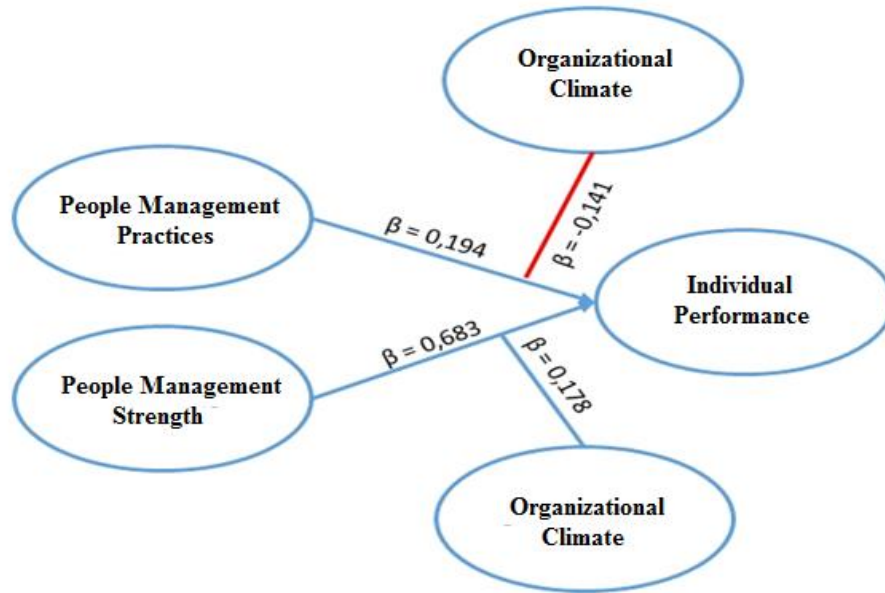 Organizational
Climate
People Management
Practices
β = 0,194
β = -0,141
Individual
Performance
People Management
Strength
β = 0,683
β = 0,178
Organizational
Climate